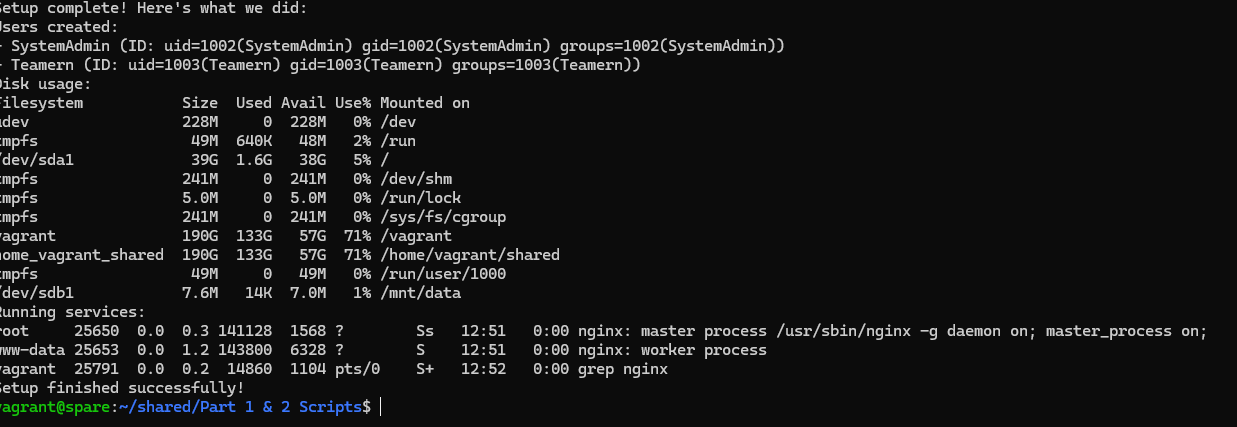 Setup complete! Here's what we did:
Users created:
- SystemAdmin (ID: uid=1002(SystemAdmin) gid=1002(SystemAdmin) groups=1002(SystemAdmin))
- Teamern (ID: uid=1003(Teamern) gid=1003(Teamern) groups=1003(Teamern))
Disk usage:
Filesystem            Size  Used Avail Use% Mounted on
udev                  228M     0  228M   0% /dev
tmpfs                  49M  640K   48M   2% /run
/dev/sda1              39G  1.6G   38G   5% /
tmpfs                 241M     0  241M   0% /dev/shm
tmpfs                 5.0M     0  5.0M   0% /run/lock
tmpfs                 241M     0  241M   0% /sys/fs/cgroup
vagrant               190G  133G   57G  71% /vagrant
home_vagrant_shared   190G  133G   57G  71% /home/vagrant/shared
tmpfs                  49M     0   49M   0% /run/user/1000
/dev/sdb1             7.6M   14K  7.0M   1% /mnt/data
Running services:
root     25650  0.0  0.3 141128  1568 ?        Ss   12:51   0:00 nginx: master process /usr/sbin/nginx -g daemon on; master_process on;
www-data 25653  0.0  1.2 143800  6328 ?        S    12:51   0:00 nginx: worker process
vagrant  25791  0.0  0.2  14860  1104 pts/0    S+   12:52   0:00 grep nginx
Setup finished successfully!
vagrant@spare:~/shared/Part 1 & 2 Scripts$